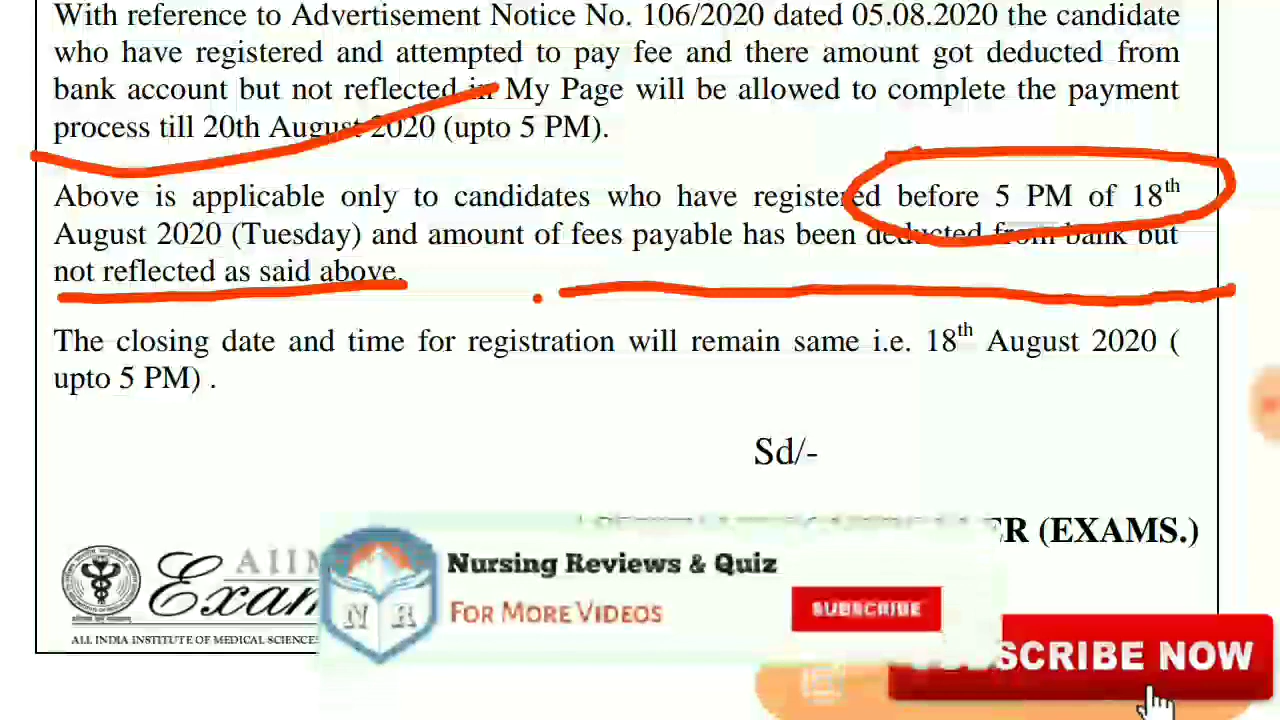 With reference to Advertisement Notice No. 106/2020 dated 05.08.2020 the candidate
who have registered and attempted to pay fee and there amount got deducted from
bank account but not reflected in My Page will be allowed to complete the payment
process till 20th August 2020 (upto 5 PM).
Above is applicable only to candidates who have registered before 5 PM of 18th
August 2020 (Tuesday) and amount of fees payable has been deducted from bank but
not reflected as said above.
The closing date and time for registration will remain same i.e. 18th August 2020 (
upto 5 PM) .
Sd/-
ER (EXAMS.)
AIIM
Exam
ALL INDIA INSTITUTE OF MEDICAL SCIENCES
N R
Nursing Reviews & Quiz
FOR MORE VIDEOS
SUBSCRIBE
SCRIBE NOW